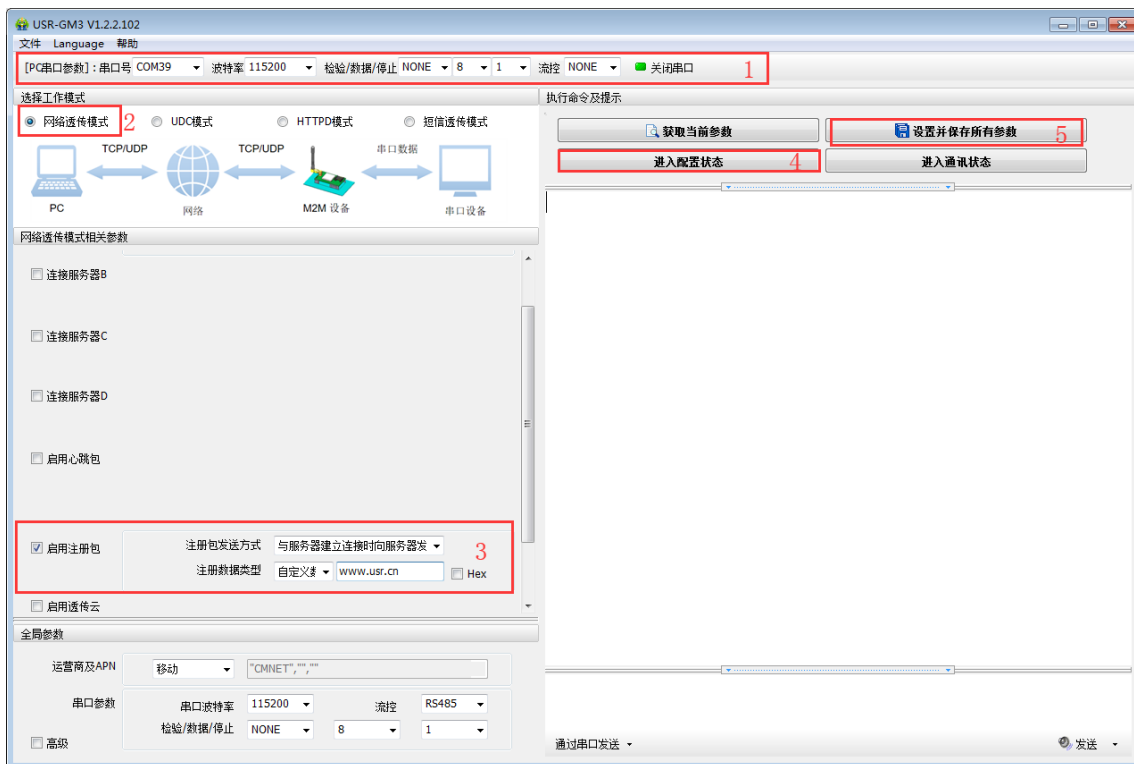 USR-GM3 V1.2.2.102
文件 Language 帮助
[PC串口参数]：串口号 COM39 波特率 115200 检验/数据/停止 NONE 8 1 流控 NONE 关闭串口 1
选择工作模式
网络透传模式 2 UDC模式 HTTPD模式 短信透传模式
TCP/UDP TCP/UDP 串口数据
PC 网络 M2M 设备 串口设备
网络透传模式相关参数
连接服务器B
连接服务器C
连接服务器D
启用心跳包
启用注册包 注册包发送方式 与服务器建立连接时向服务器发 3
注册数据类型 自定义 www.usr.cn Hex
启用透传云
全局参数
运营商及APN 移动 "CMNET","",""
串口参数 串口波特率 115200 流控 RS485
检验/数据/停止 NONE 8 1
高级
执行命令及提示
获取当前参数 设置并保存所有参数 5
进入配置状态 4 进入通讯状态
通过串口发送 发送